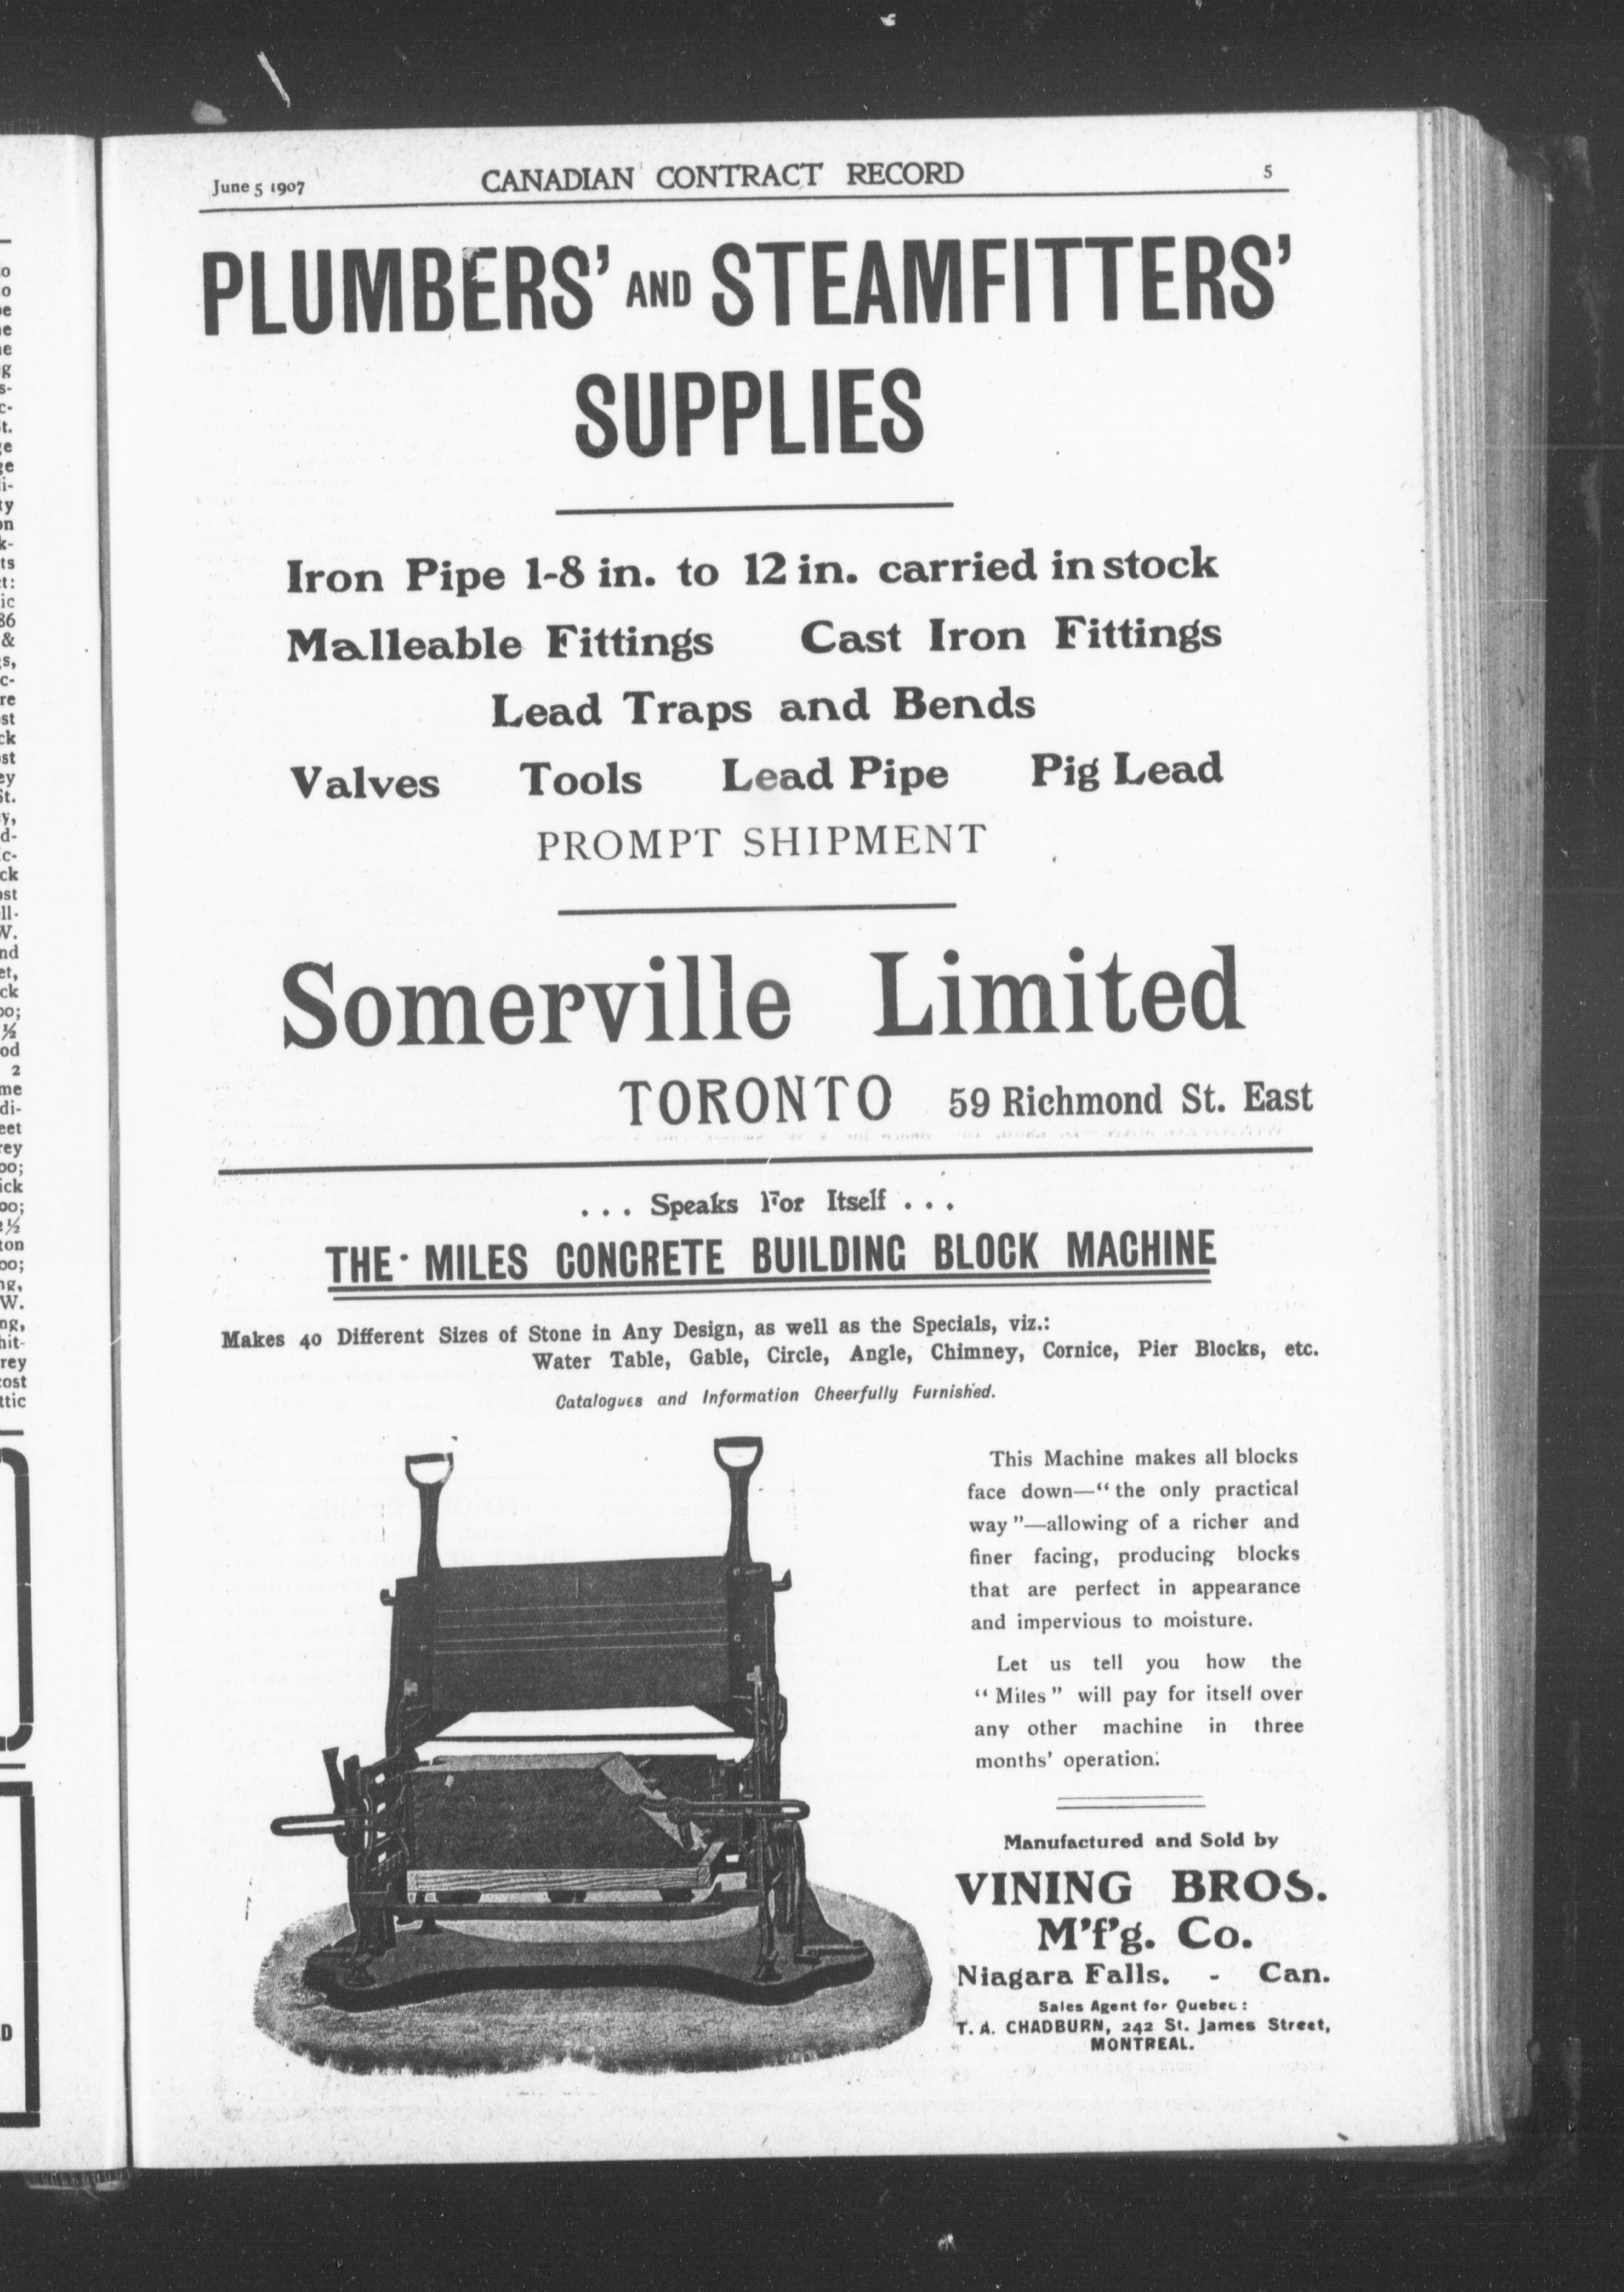 June 5 1907 CANADIAN CONTRACT RECORD 5
PLUMBERS' AND STEAMFITTERS'
SUPPLIES
Iron Pipe 1-8 in. to 12 in. carried in stock
Malleable Fittings Cast Iron Fittings
Lead Traps and Bends
Valves Tools Lead Pipe Pig Lead
PROMPT SHIPMENT
Somerville Limited
TORONTO 59 Richmond St. East
... Speaks For Itself ...
THE MILES CONCRETE BUILDING BLOCK MACHINE
Makes 40 Different Sizes of Stone in Any Design, as well as the Specials, viz.:
Water Table, Gable, Circle, Angle, Chimney, Cornice, Pier Blocks, etc.
Catalogues and Information Cheerfully Furnished.
This Machine makes all blocks
face down—“the only practical
way”—allowing of a richer and
finer facing, producing blocks
that are perfect in appearance
and impervious to moisture.
Let us tell you how the
“Miles” will pay for itself over
any other machine in three
months' operation.
Manufactured and Sold by
VINING BROS.
M'f'g. Co.
Niagara Falls, - Can.
Sales Agent for Quebec:
T. A. CHADBURN, 242 St. James Street,
MONTREAL.